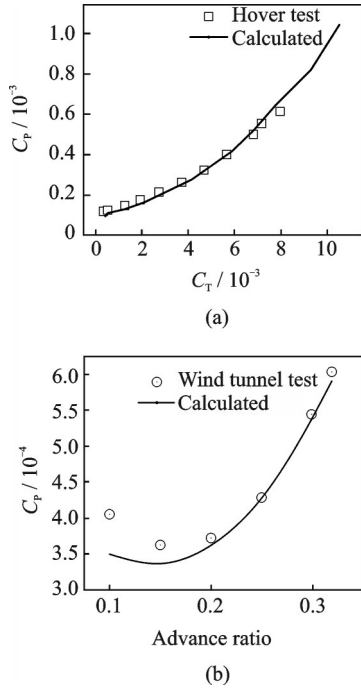 Hover test
Calculated
1.0
0.8
0.6
0.4
0.2
0
C_P / 10^-3
0 2 4 6 8 10
C_T / 10^-3
(a)
Wind tunnel test
Calculated
6.0
5.5
5.0
4.5
4.0
3.5
3.0
C_P / 10^-4
0.1 0.2 0.3
Advance ratio
(b)